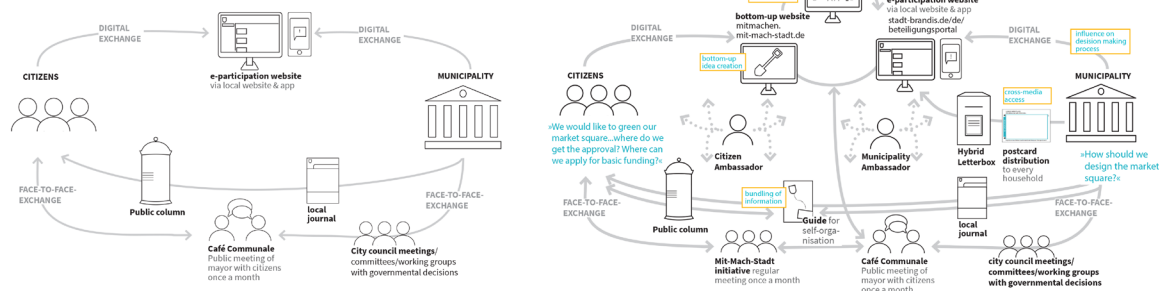 DIGITAL
EXCHANGE
DIGITAL
EXCHANGE
CITIZENS
e-participation website
via local website & app
MUNICIPALITY
FACE-TO-FACE-
EXCHANGE
Public column
local
journal
FACE-TO-FACE-
EXCHANGE
Café Communale
Public meeting of
mayor with citizens
once a month
City council meetings/
committees/working groups
with governmental decisions
bottom-up website
mitmachen.
mit-mach-stadt.de
e-participation website
via local website & app
stadt-brandis.de/de/
beteiligungsportal
DIGITAL
EXCHANGE
DIGITAL
EXCHANGE
influence on
desision making
process
bottom-up
idea creation
CITIZENS
MUNICIPALITY
cross-media
access
»We would like to green our
market square...where do we
get the approval? Where can
we apply for basic funding?«
Citizen
Ambassador
Municipality
Ambassador
Hybrid
Letterbox
postcard
distribution
to every
household
»How should we
design the market
square?«
FACE-TO-FACE-
EXCHANGE
Public column
bundling of
information
Guide for
self-orga-
nisation
local
journal
FACE-TO-FACE-
EXCHANGE
Mit-Mach-Stadt
initiative regular
meeting once a month
Café Communale
Public meeting of
mayor with citizens
once a month
city council meetings/
committees/working groups
with governmental decisions